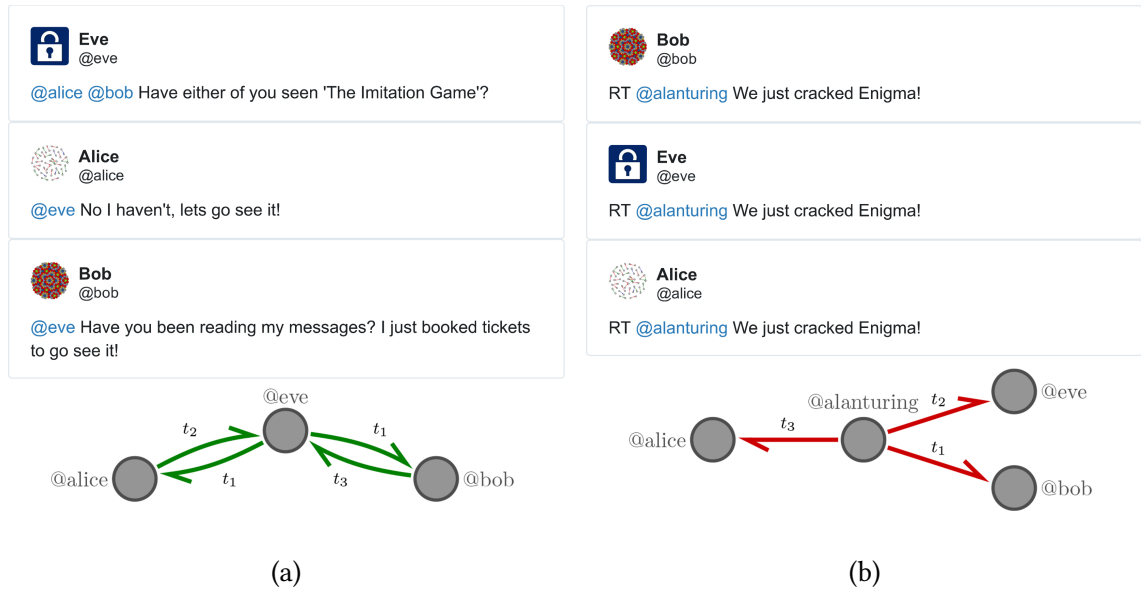 Eve
@eve
@alice @bob Have either of you seen 'The Imitation Game'?
Alice
@alice
@eve No I haven't, lets go see it!
Bob
@bob
@eve Have you been reading my messages? I just booked tickets
to go see it!
@eve
t2
t1
@alice
t1
t3
@bob
(a)
Bob
@bob
RT @alanturing We just cracked Enigma!
Eve
@eve
RT @alanturing We just cracked Enigma!
Alice
@alice
RT @alanturing We just cracked Enigma!
@alanturing
t2
@eve
@alice
t3
t1
@bob
(b)